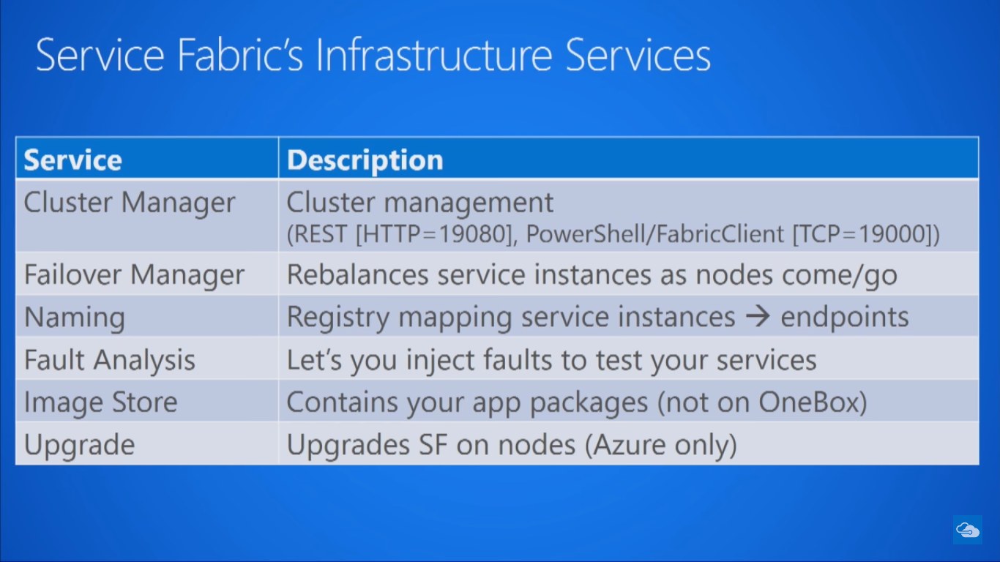 Service Fabric's Infrastructure Services
Service Description
Cluster Manager Cluster management
(REST [HTTP=19080], PowerShell/FabricClient [TCP=19000])
Failover Manager Rebalances service instances as nodes come/go
Naming Registry mapping service instances → endpoints
Fault Analysis Let's you inject faults to test your services
Image Store Contains your app packages (not on OneBox)
Upgrade Upgrades SF on nodes (Azure only)